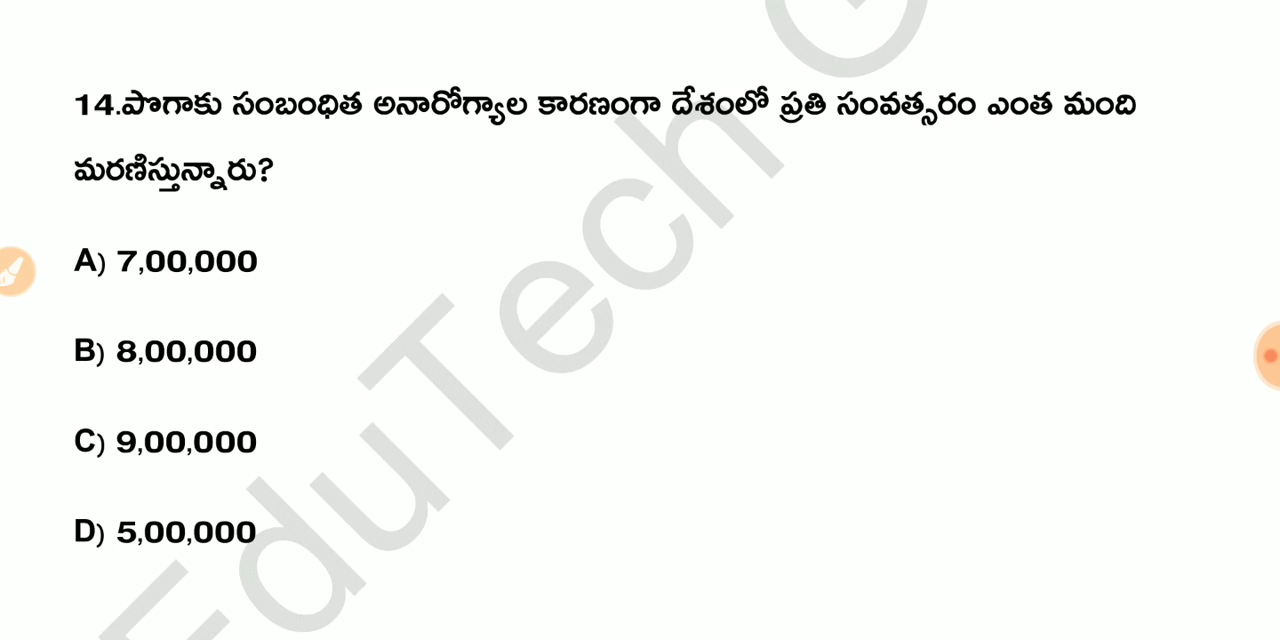 14.పొగాకు సంబంధిత అనారోగ్యాల కారణంగా దేశంలో ప్రతి సంవత్సరం ఎంత మంది
మరణిస్తున్నారు?
A) 7,00,000
B) 8,00,000
C) 9,00,000
D) 5,00,000
EduTech G